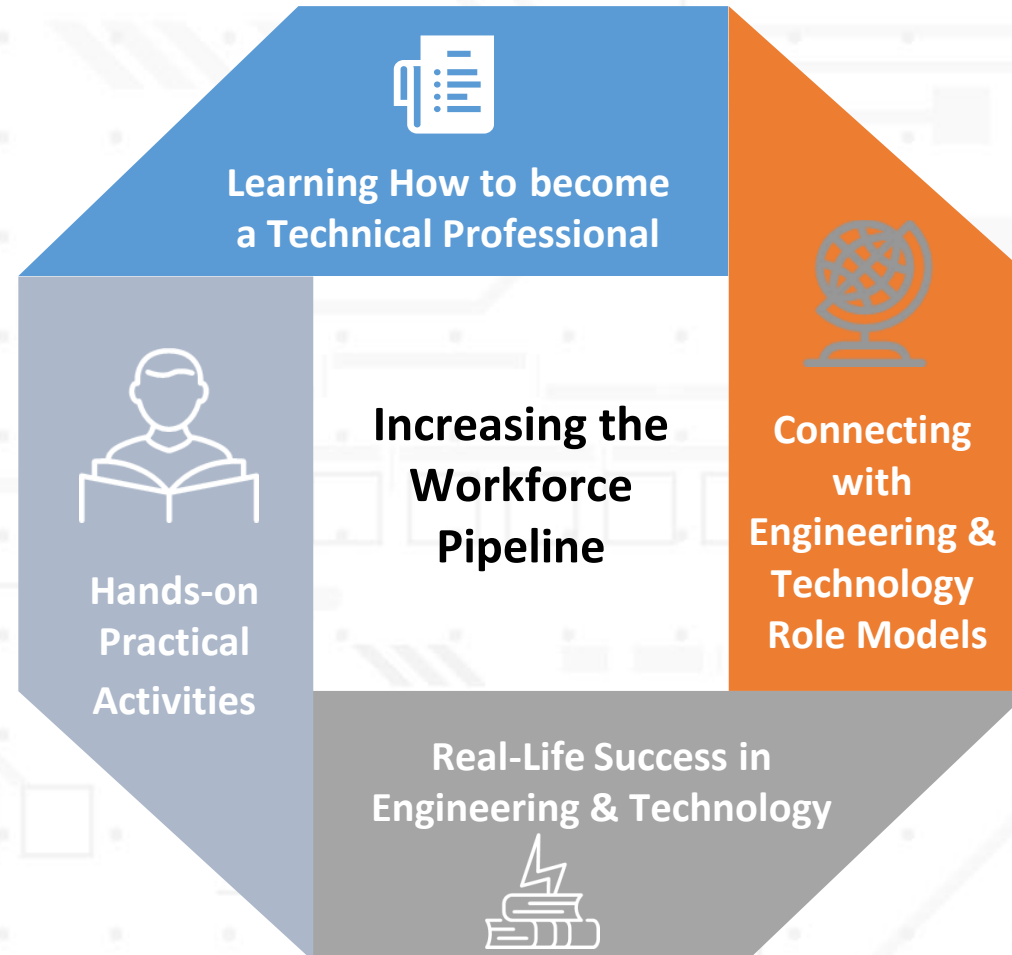 Learning How to become
a Technical Professional
Connecting
with
Engineering &
Technology
Role Models
Increasing the
Workforce
Pipeline
Hands-on
Practical
Activities
Real-Life Success in
Engineering & Technology